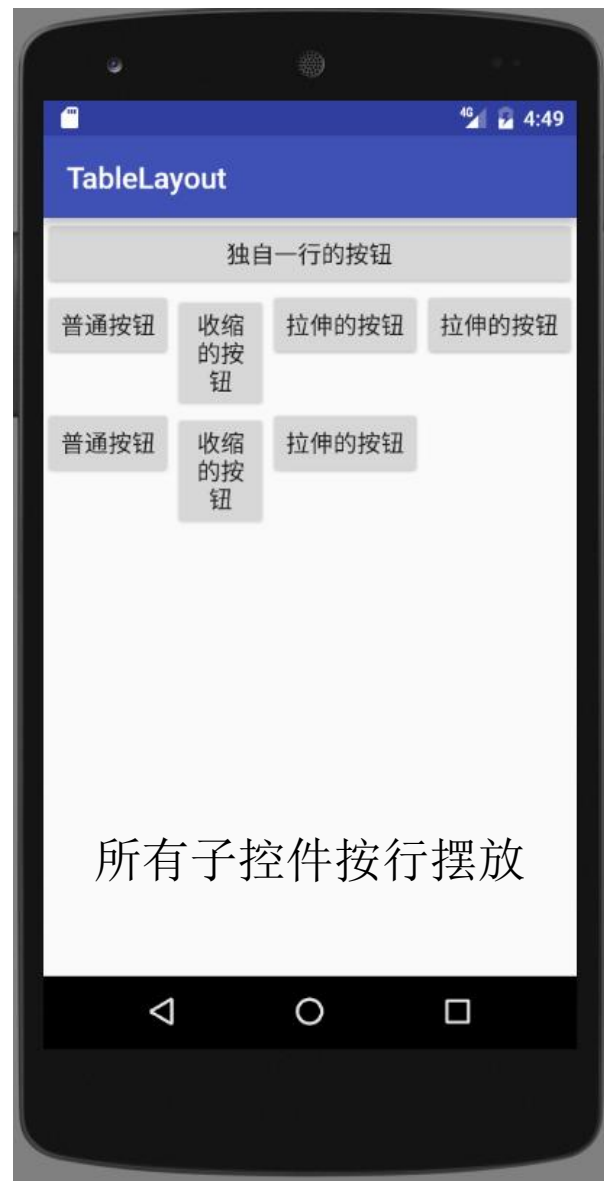 4G 4:49
TableLayout
独自一行的按钮
普通按钮 收缩的按钮 拉伸的按钮 拉伸的按钮
普通按钮 收缩的按钮 拉伸的按钮
所有子控件按行摆放